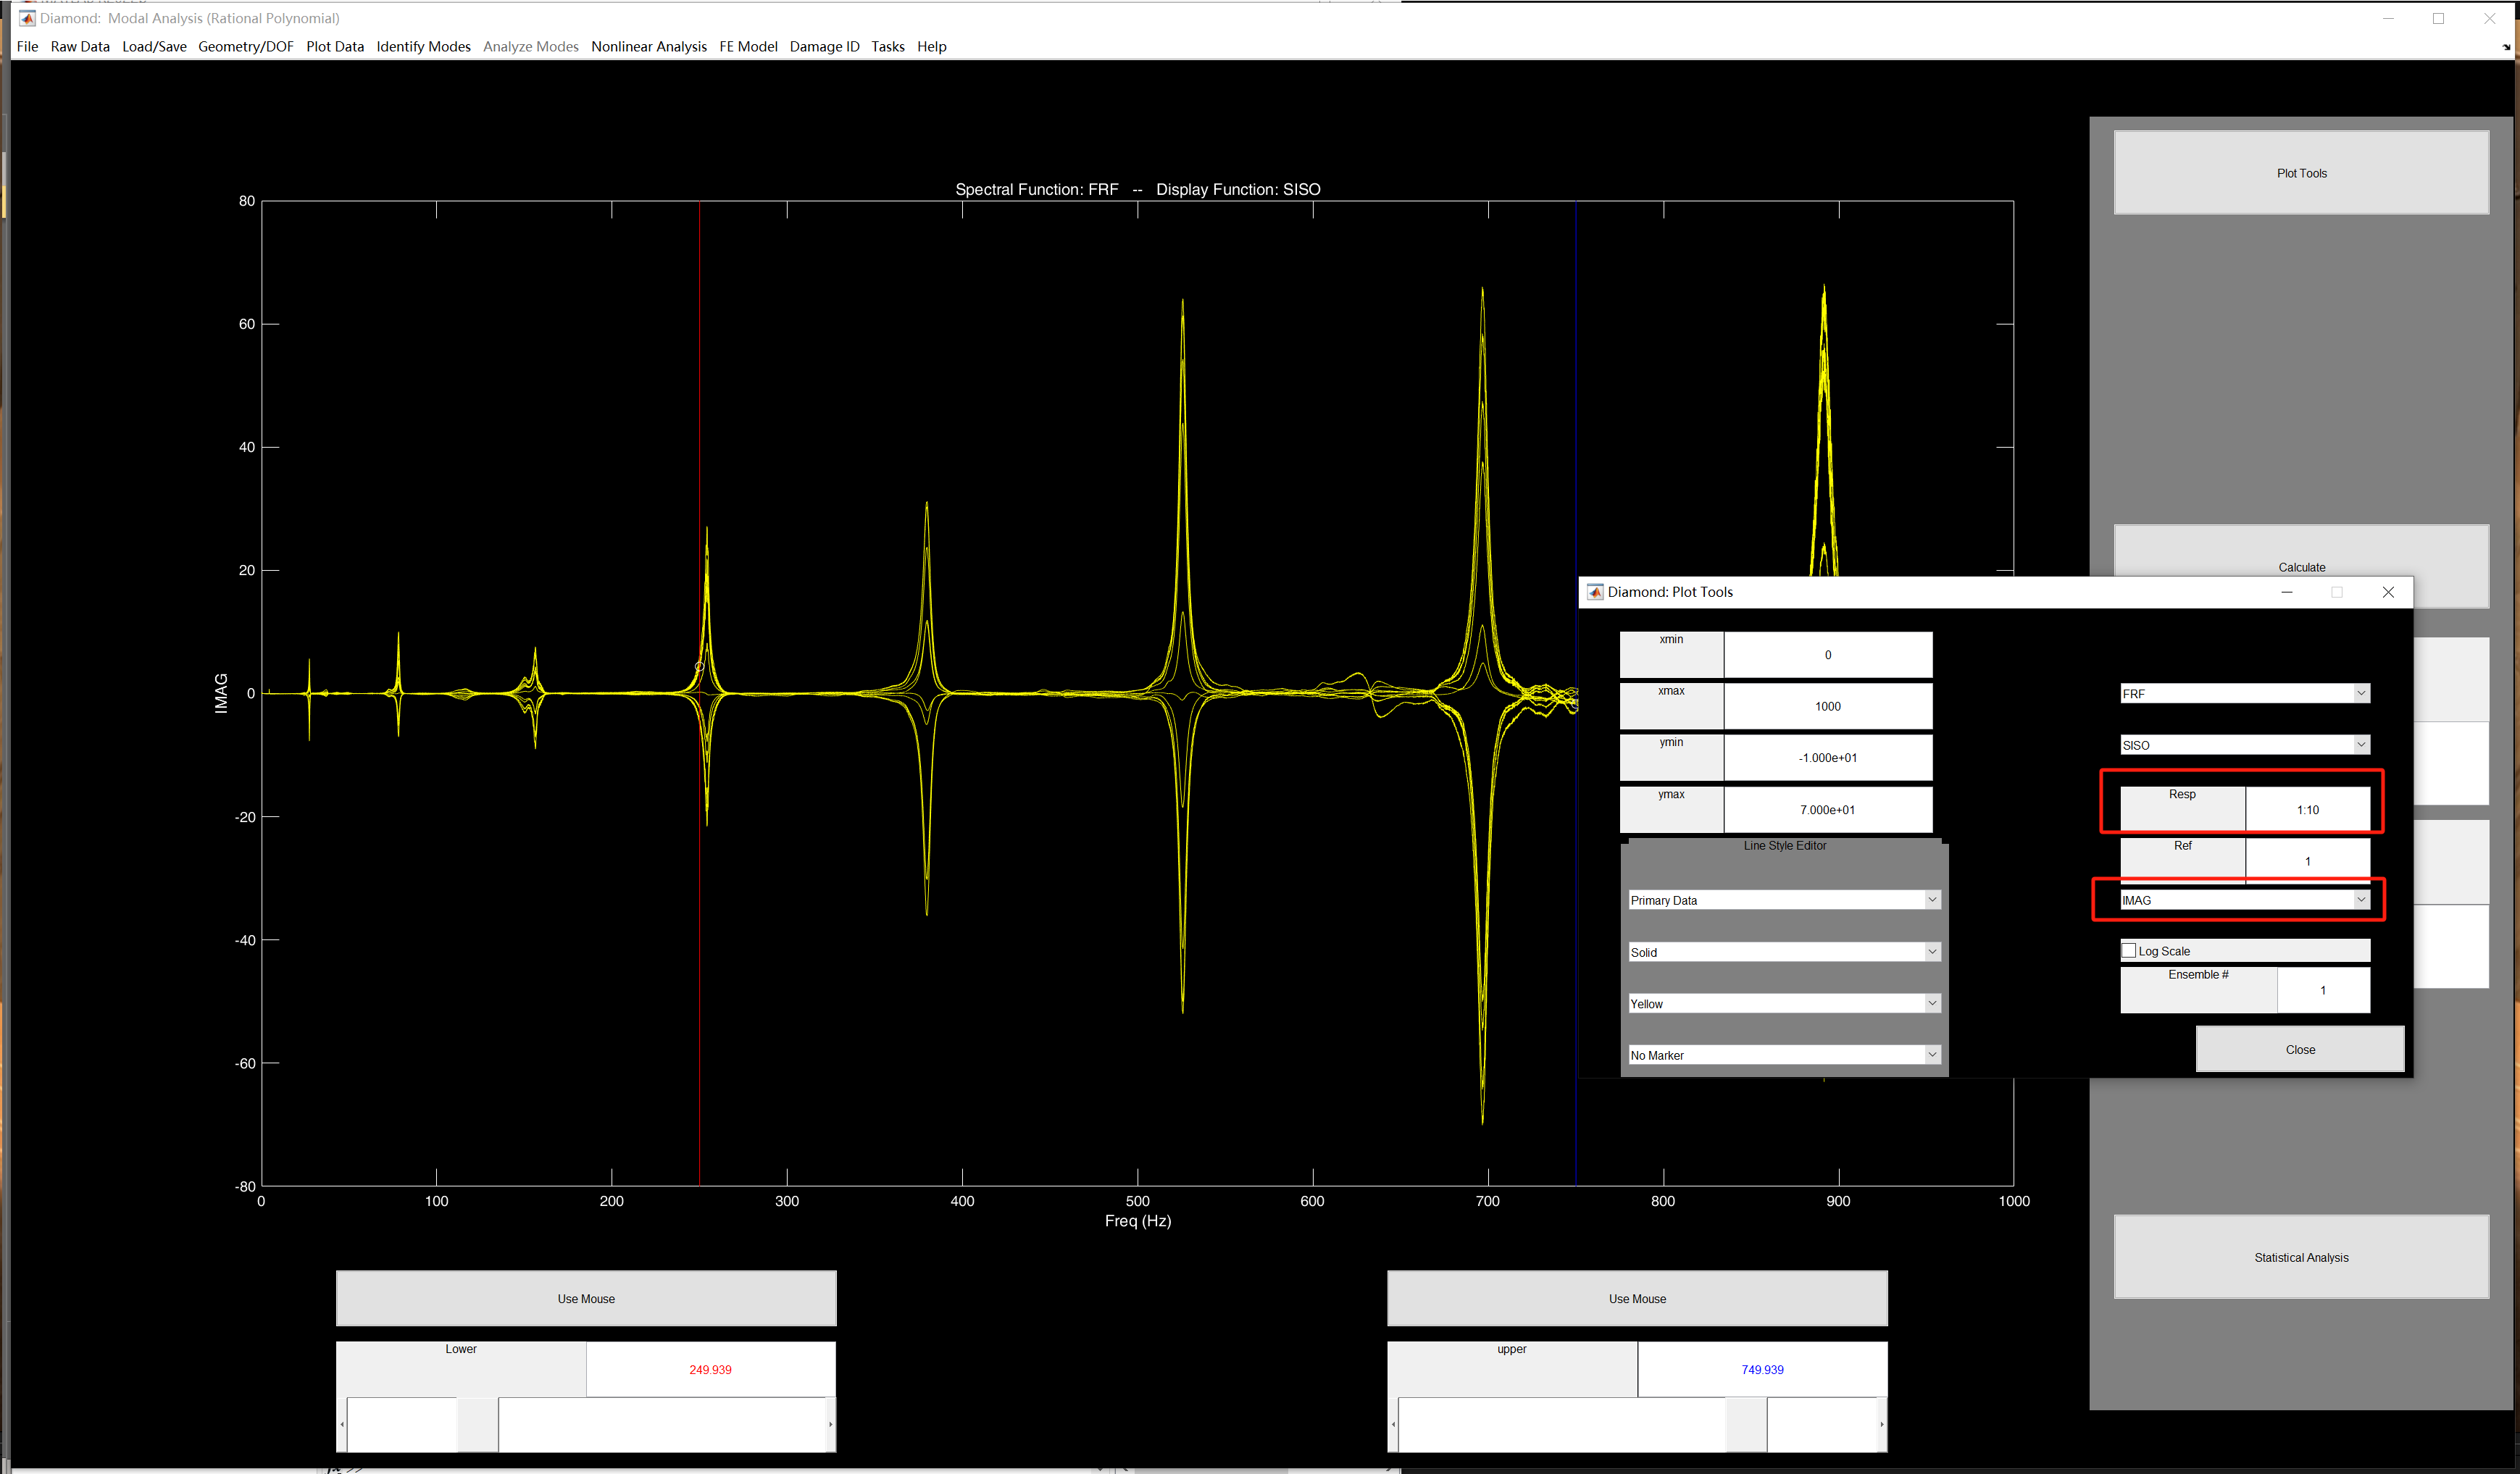 Diamond: Modal Analysis (Rational Polynomial)
File Raw Data Load/Save Geometry/DOF Plot Data Identify Modes Analyze Modes Nonlinear Analysis FE Model Damage ID Tasks Help
Plot Tools
Spectral Function: FRF -- Display Function: SISO
80
60
40
20
0
-20
-40
-60
-80
IMAG
0 100 200 300 400 500 600 700 800 900 1000
Freq (Hz)
Calculate
Diamond: Plot Tools
xmin 0
xmax 1000
ymin -1.000e+01
ymax 7.000e+01
Line Style Editor
Primary Data
Solid
Yellow
No Marker
FRF
SISO
Resp 1:10
Ref 1
IMAG
Log Scale
Ensemble # 1
Close
Statistical Analysis
Use Mouse
Lower 249.939
Use Mouse
upper 749.939